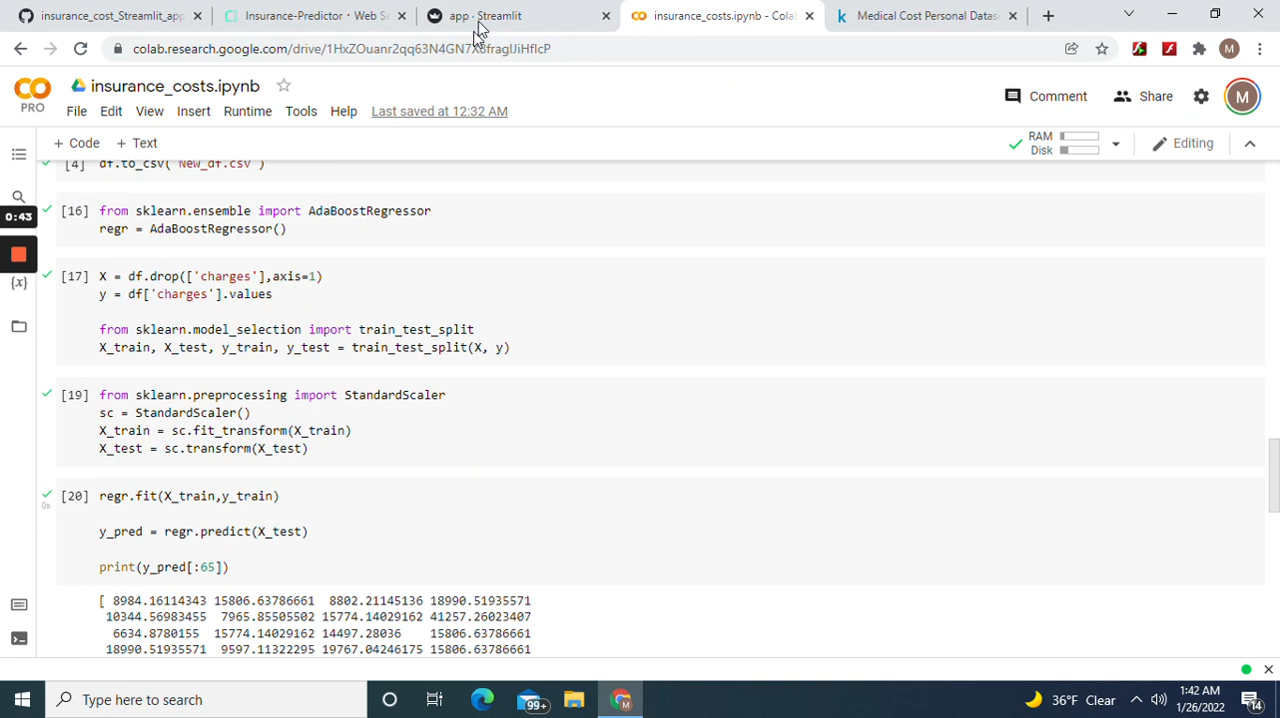 insurance_cost_Streamlit_app
Insurance-Predictor · Web S
app · Streamlit
insurance_costs.ipynb - Cola
Medical Cost Personal Datas
colab.research.google.com/drive/1HxZOuanr2qq63N4GN7
M
insurance_costs.ipynb
PRO
Comment
Share
M
File Edit View Insert Runtime Tools Help Last saved at 12:32 AM
+ Code + Text
RAM
Disk
Editing
[4] df.to_csv('New_df.csv')
0:43
[16] from sklearn.ensemble import AdaBoostRegressor
regr = AdaBoostRegressor()
[17] X = df.drop(['charges'],axis=1)
y = df['charges'].values
{x}
from sklearn.model_selection import train_test_split
X_train, X_test, y_train, y_test = train_test_split(X, y)
[19] from sklearn.preprocessing import StandardScaler
sc = StandardScaler()
X_train = sc.fit_transform(X_train)
X_test = sc.transform(X_test)
[20] regr.fit(X_train,y_train)
0s
y_pred = regr.predict(X_test)
print(y_pred[:65])
[ 8984.16114343 15806.63786661 8802.21145136 18990.51935571
10344.56983455 7965.85505502 15774.14029162 41257.26023407
6634.8780155 15774.14029162 14497.28036 15806.63786661
18990.51935571 9597.11322295 19767.04246175 15806.63786661
Type here to search
99+
36°F Clear
1:42 AM
1/26/2022
14